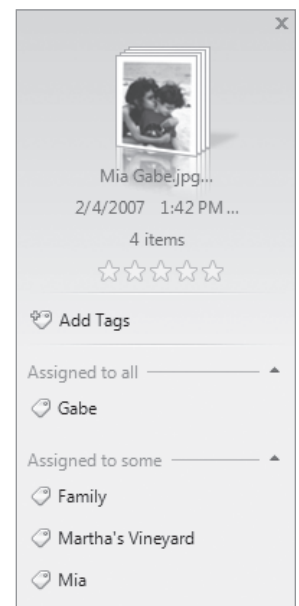 x
Mia Gabe.jpg...
2/4/2007 1:42 PM ...
4 items
Add Tags
Assigned to all
Gabe
Assigned to some
Family
Martha's Vineyard
Mia